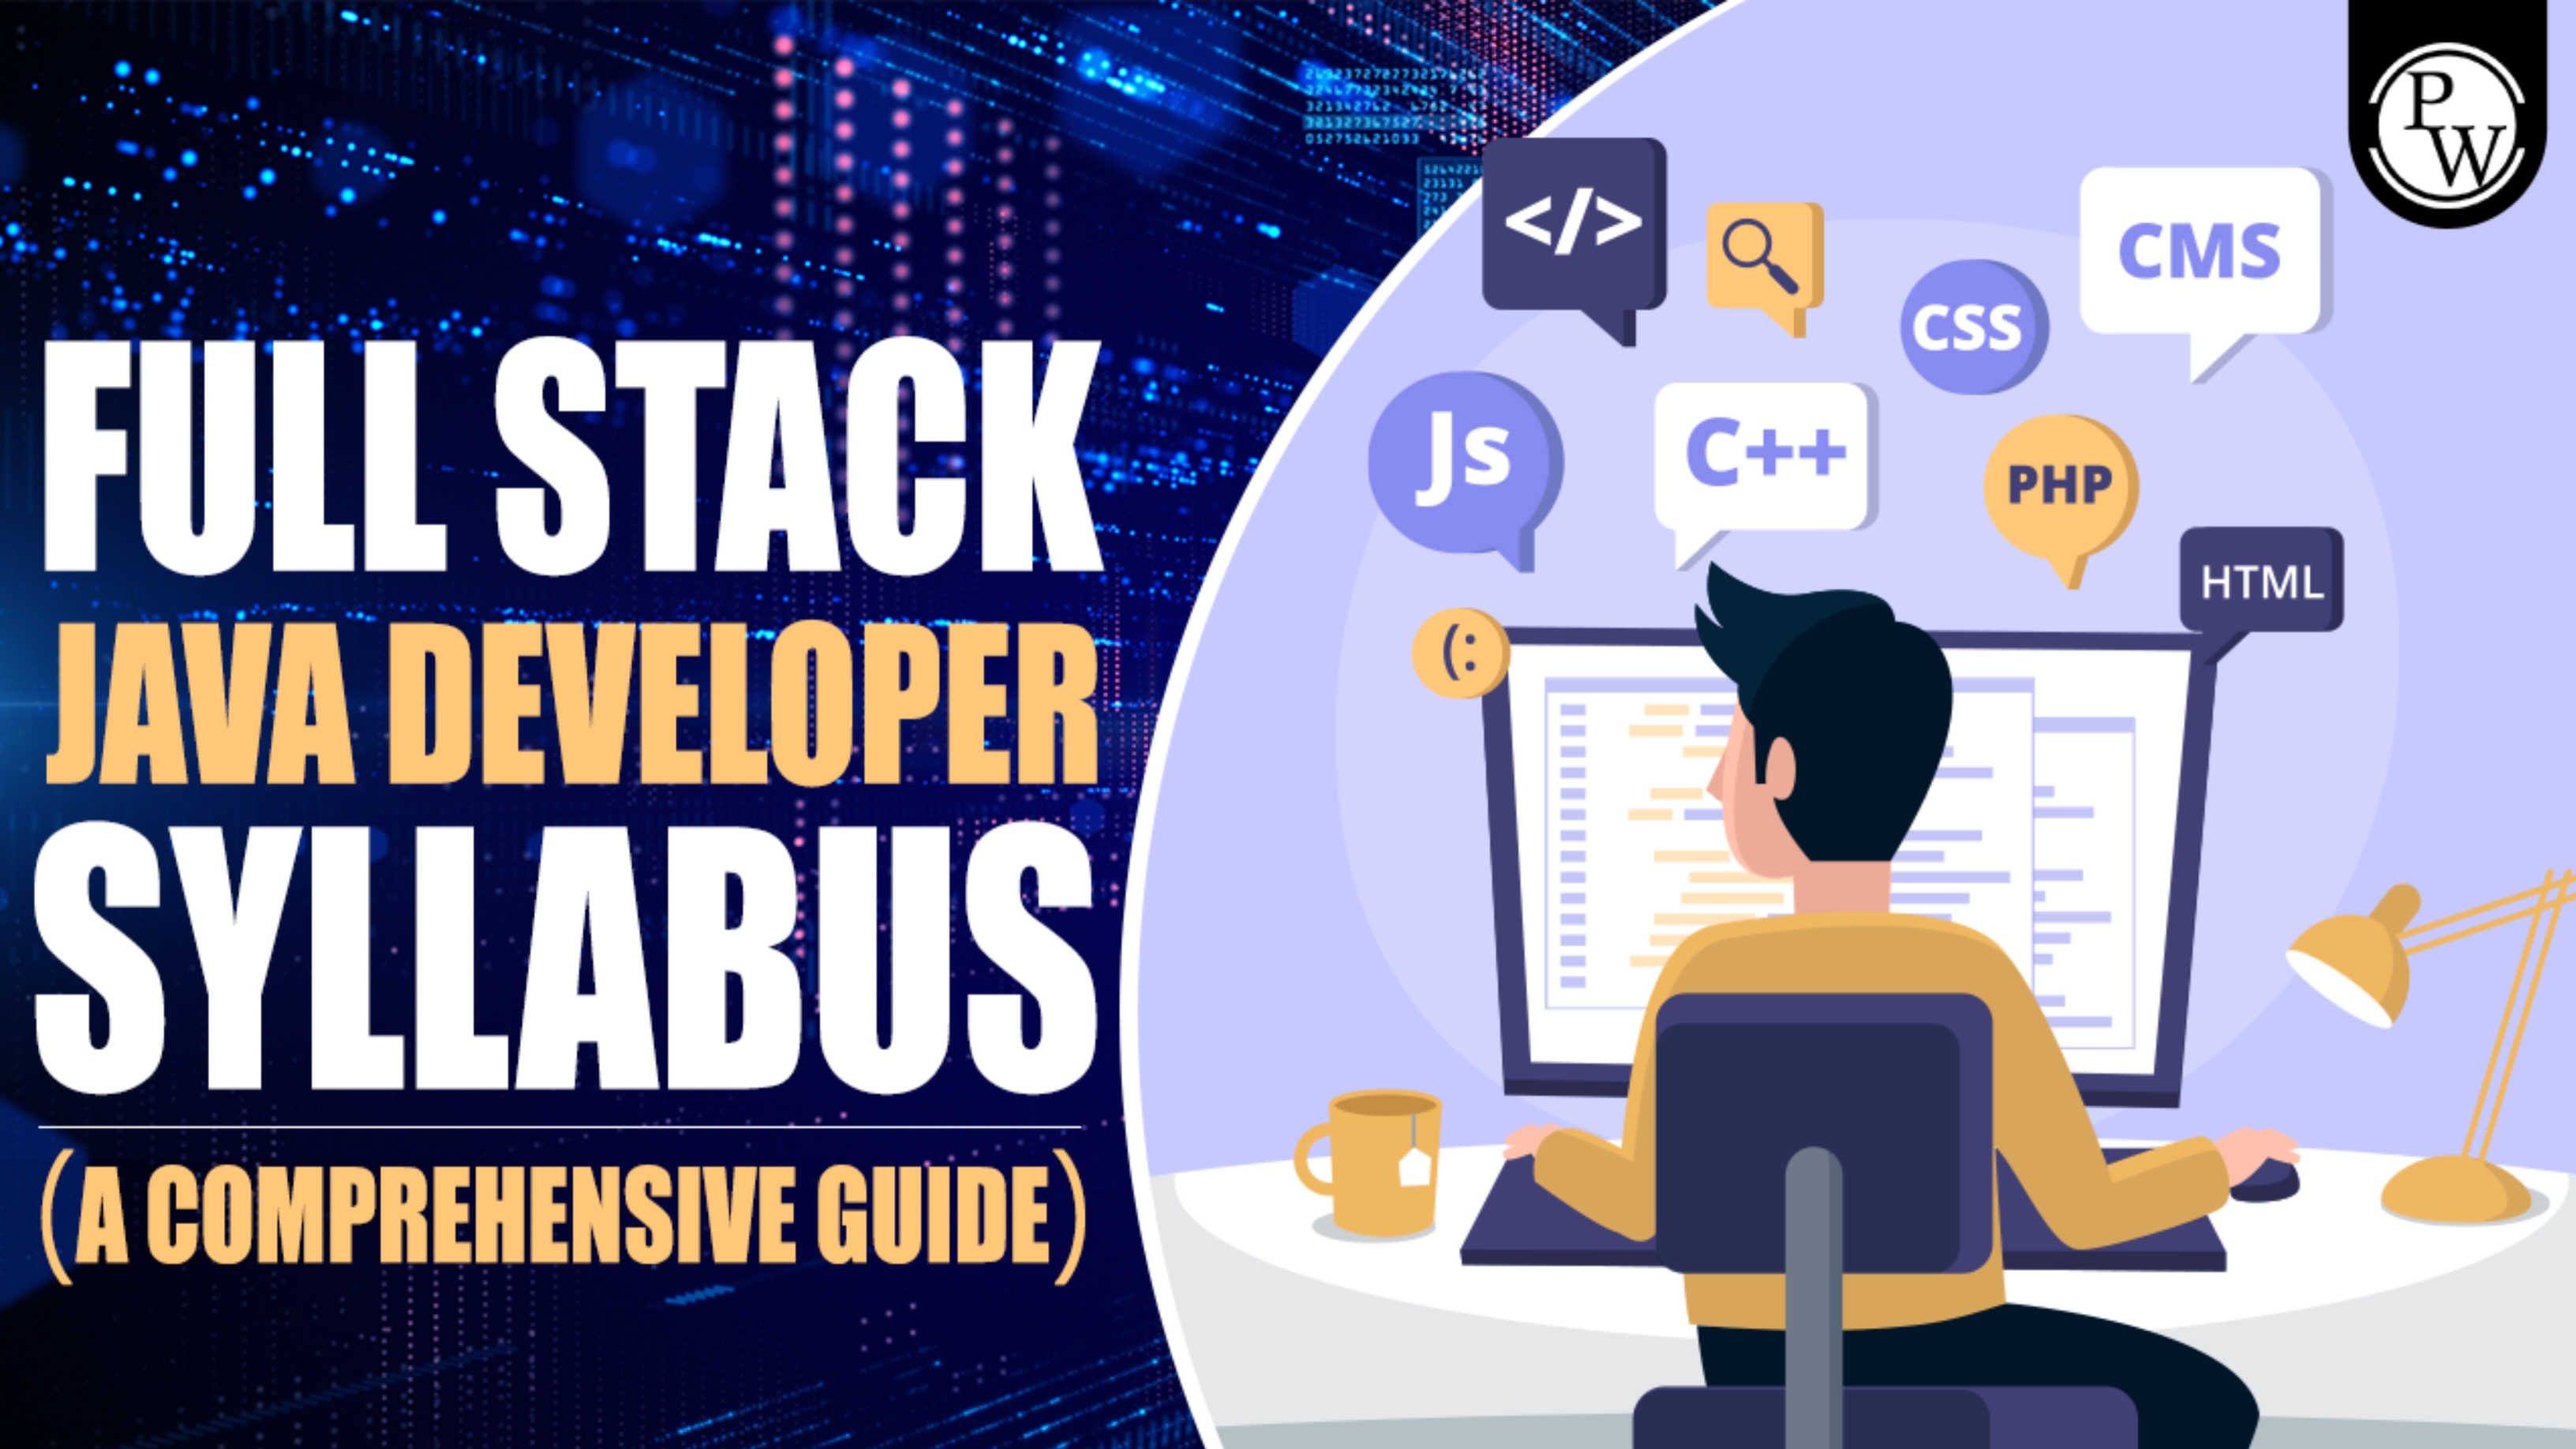 FULL STACK
JAVA DEVELOPER
SYLLABUS
(A COMPREHENSIVE GUIDE)
PW
</>
CMS
CSS
Js
C++
PHP
HTML
(: